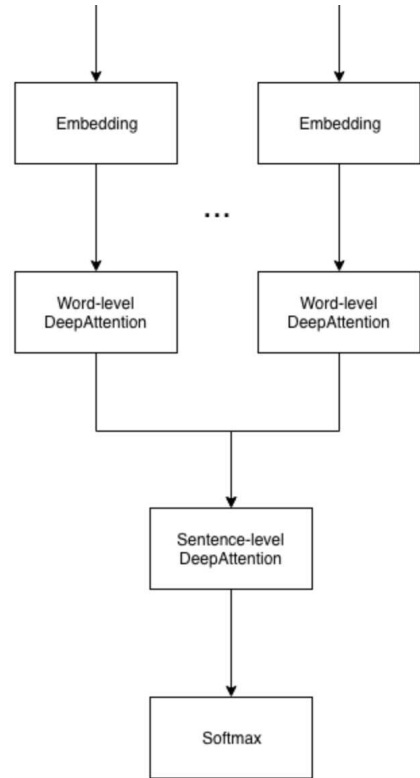 Embedding
Embedding
...
Word-level
DeepAttention
Word-level
DeepAttention
Sentence-level
DeepAttention
Softmax